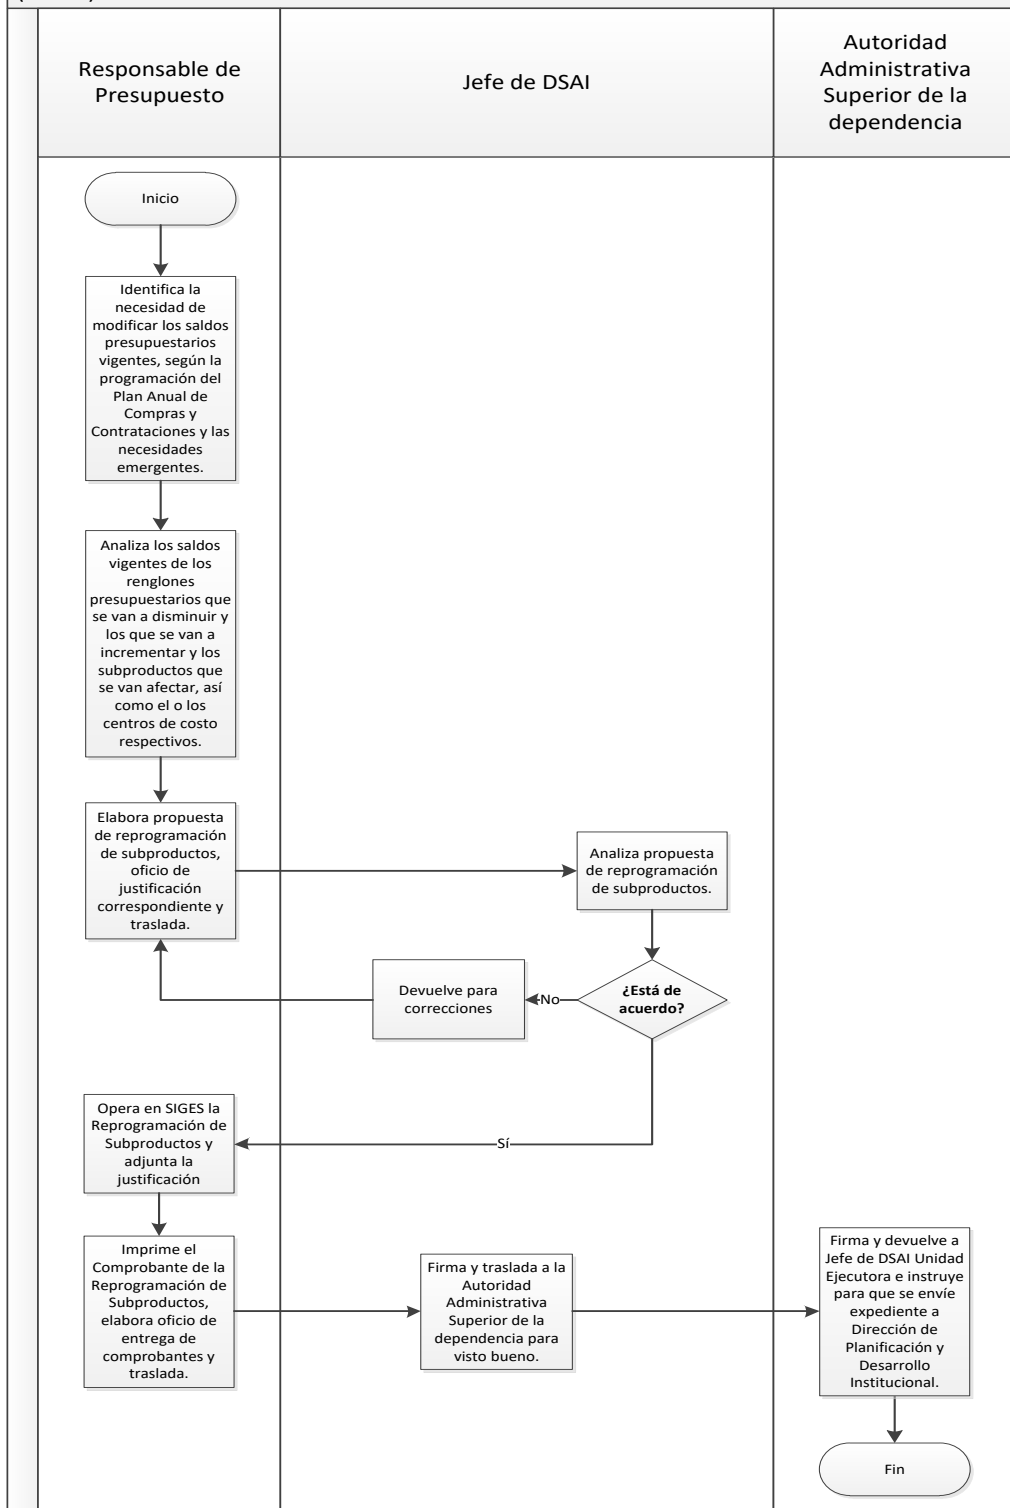 Responsable de
Presupuesto
Jefe de DSAI
Autoridad
Administrativa
Superior de la
dependencia
Inicio
Identifica la
necesidad de
modificar los saldos
presupuestarios
vigentes, según la
programación del
Plan Anual de
Compras y
Contrataciones y las
necesidades
emergentes.
Analiza los saldos
vigentes de los
renglones
presupuestarios que
se van a disminuir y
los que se van a
incrementar y los
subproductos que
se van afectar, así
como el o los
centros de costo
respectivos.
Elabora propuesta
de reprogramación
de subproductos,
oficio de
justificación
correspondiente y
traslada.
Analiza propuesta
de reprogramación
de subproductos.
¿Está de
acuerdo?
No
Devuelve para
correcciones
Sí
Opera en SIGES la
Reprogramación de
Subproductos y
adjunta la
justificación
Imprime el
Comprobante de la
Reprogramación de
Subproductos,
elabora oficio de
entrega de
comprobantes y
traslada.
Firma y traslada a la
Autoridad
Administrativa
Superior de la
dependencia para
visto bueno.
Firma y devuelve a
Jefe de DSAI Unidad
Ejecutora e instruye
para que se envíe
expediente a
Dirección de
Planificación y
Desarrollo
Institucional.
Fin